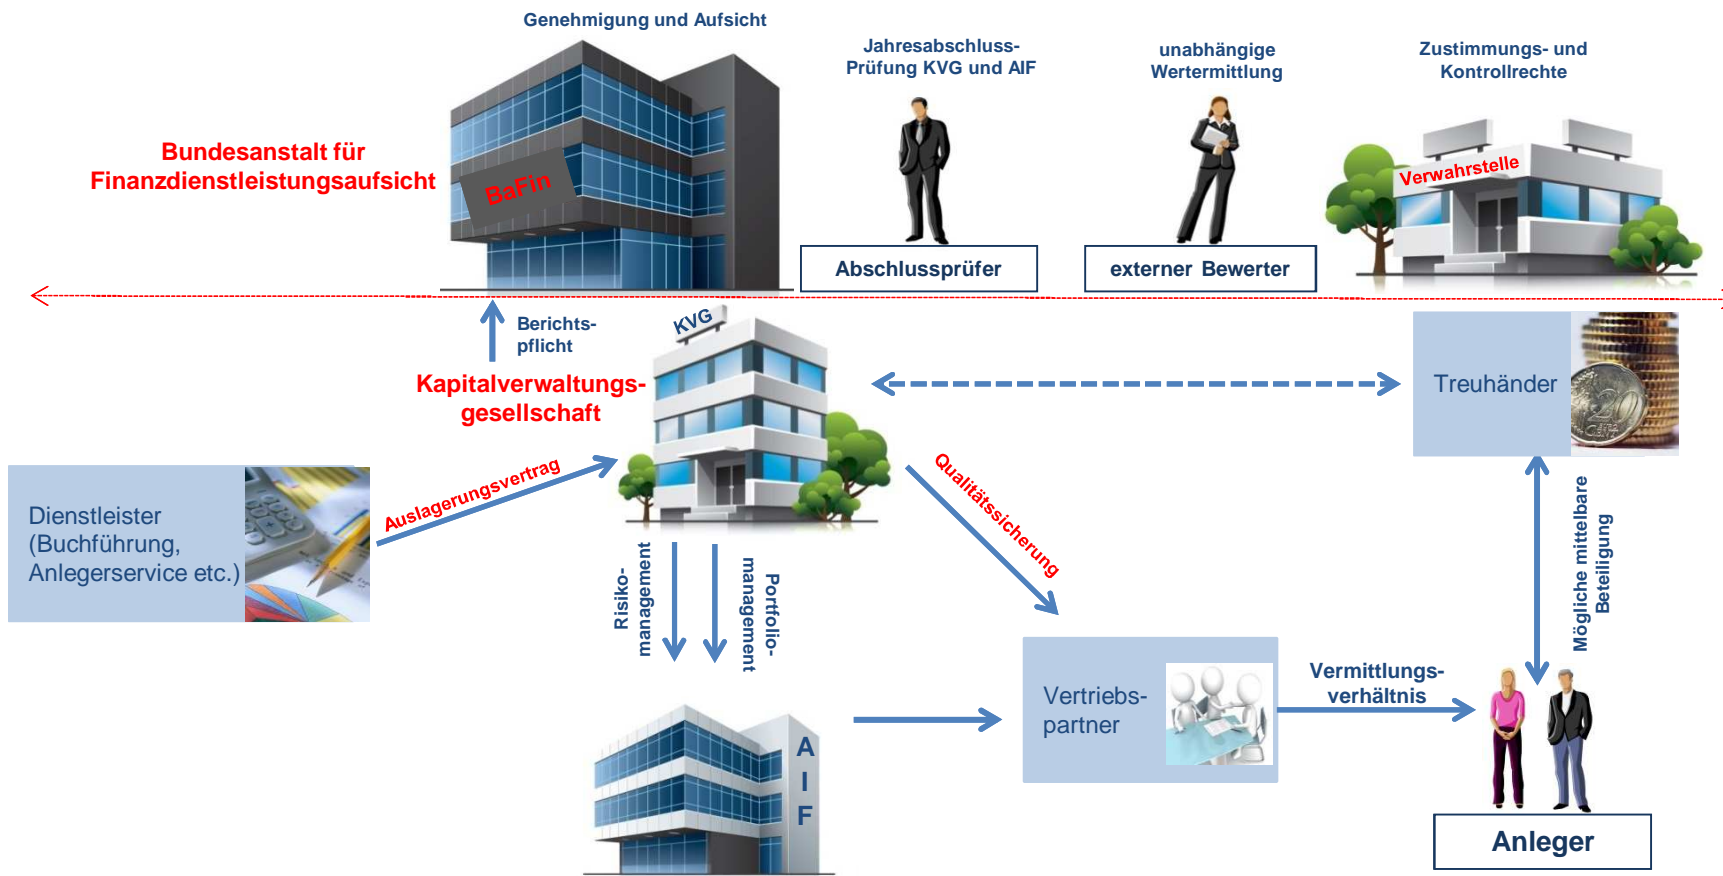 Genehmigung und Aufsicht
Jahresabschluss-
Prüfung KVG und AIF
unabhängige
Wertermittlung
Zustimmungs- und
Kontrollrechte
Bundesanstalt für
Finanzdienstleistungsaufsicht
BaFin
Verwahrstelle
Abschlussprüfer
externer Bewerter
Berichts-
pflicht
KVG
Kapitalverwaltungs-
gesellschaft
Treuhänder
20
Dienstleister
(Buchführung,
Anlegerservice etc.)
Auslagerungsvertrag
Qualitätssicherung
Risiko-
management
Portfolio-
management
Mögliche mittelbare
Beteiligung
Vertriebs-
partner
Vermittlungs-
verhältnis
A
I
F
Anleger